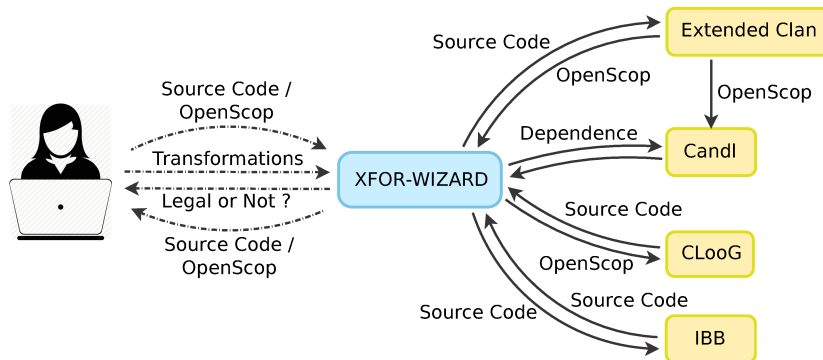 Extended Clan
Source Code
OpenScop
OpenScop
Source Code /
OpenScop
Transformations
Legal or Not ?
Source Code /
OpenScop
XFOR-WIZARD
Dependence
Candl
Source Code
OpenScop
CLooG
Source Code
Source Code
IBB